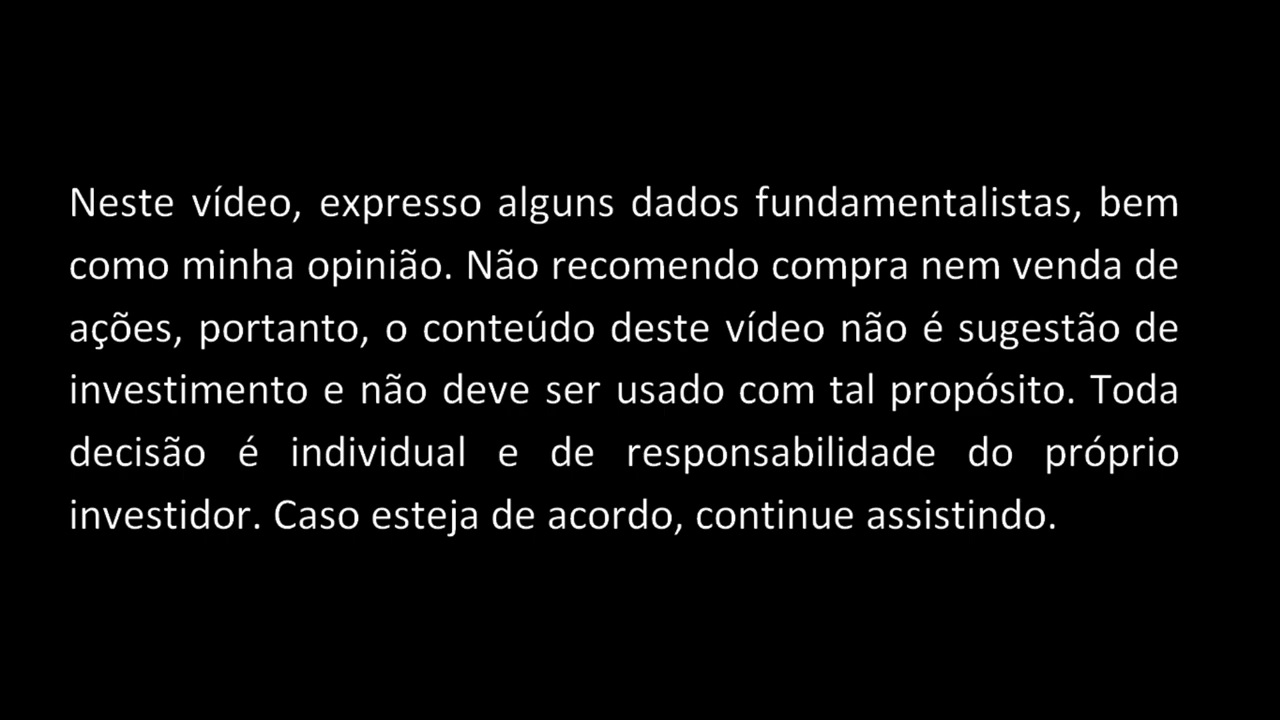 Neste vídeo, expresso alguns dados fundamentalistas, bem
como minha opinião. Não recomendo compra nem venda de
ações, portanto, o conteúdo deste vídeo não é sugestão de
investimento e não deve ser usado com tal propósito. Toda
decisão é individual e de responsabilidade do próprio
investidor. Caso esteja de acordo, continue assistindo.